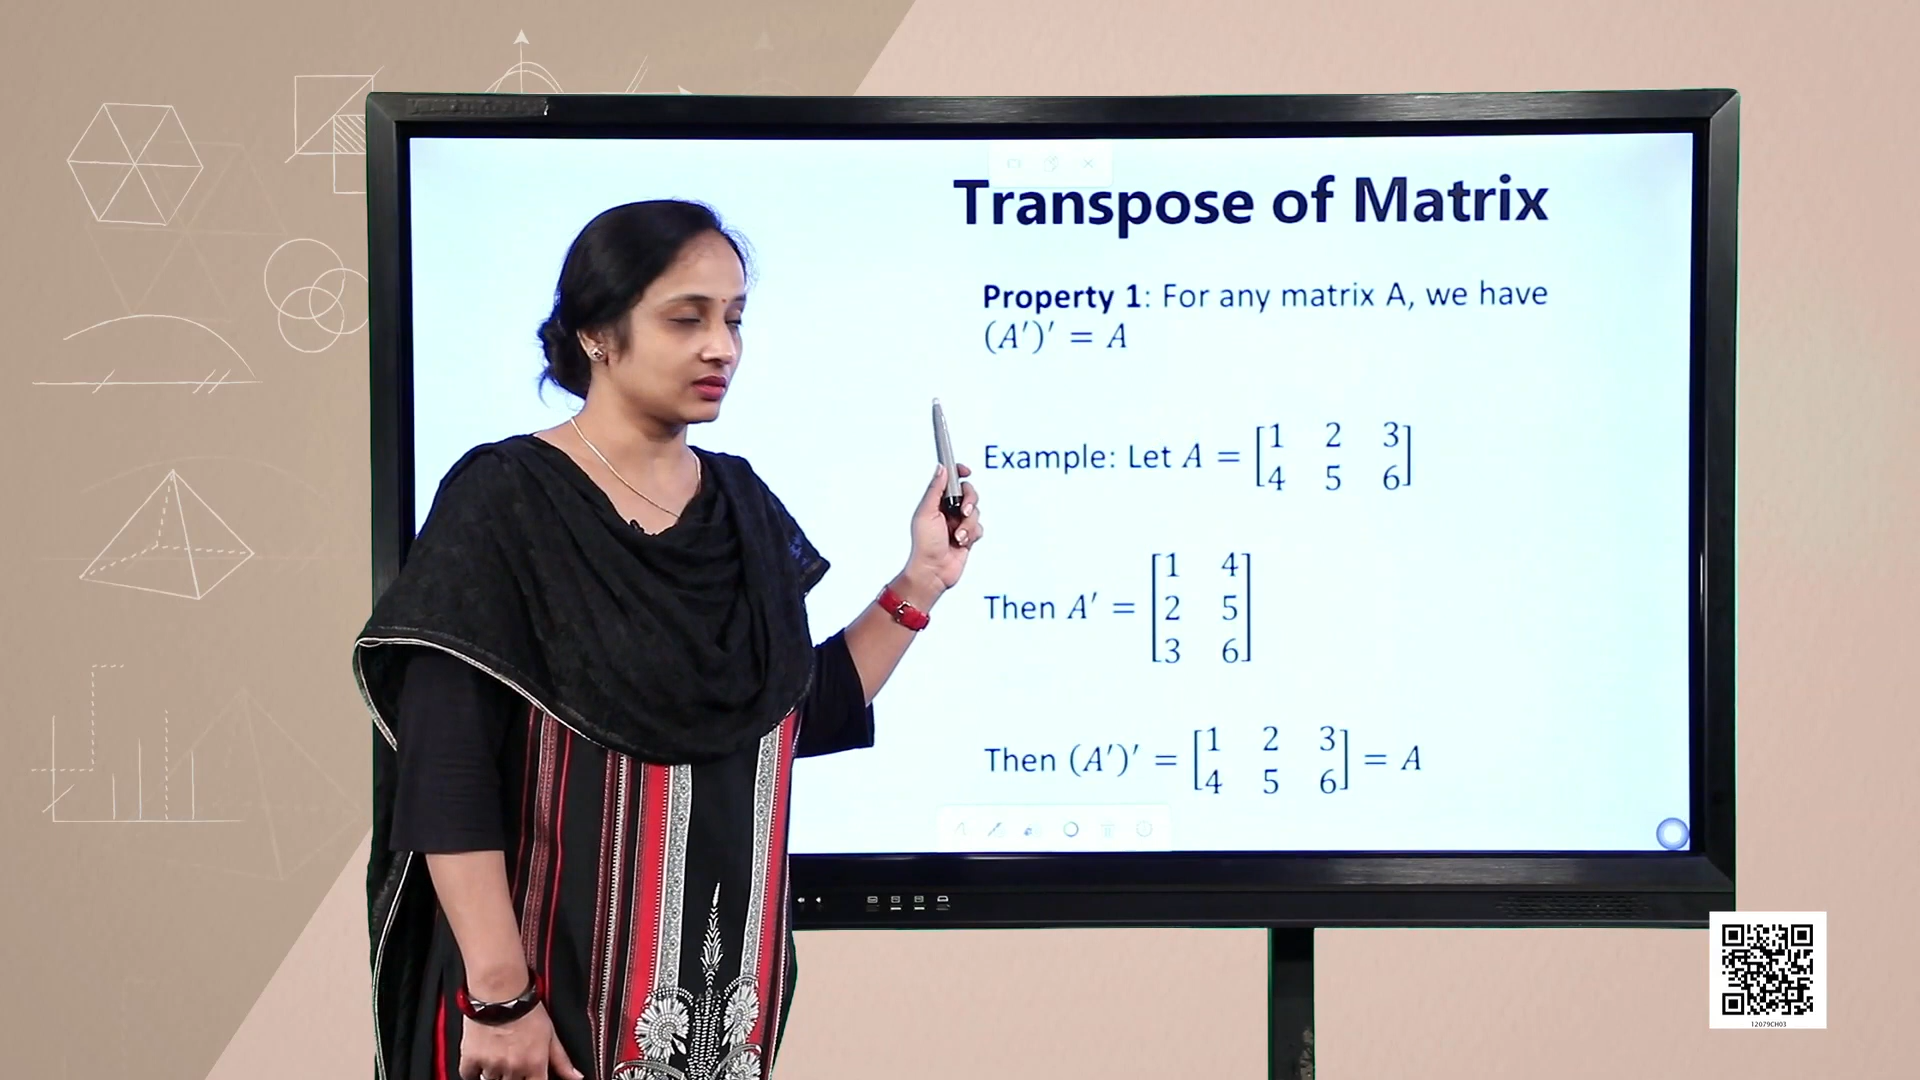 Transpose of Matrix
Property 1: For any matrix A, we have
(A′)′ = A
Example: Let A = [1 2 3
4 5 6]
Then A′ = [1 4
2 5
3 6]
Then (A′)′ = [1 2 3
4 5 6] = A
12079CH03